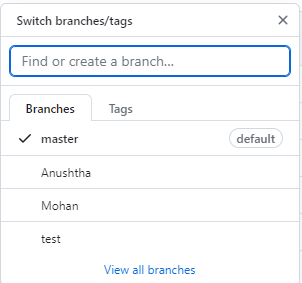 Switch branches/tags
Find or create a branch...
Branches Tags
master default
Anushtha
Mohan
test
View all branches